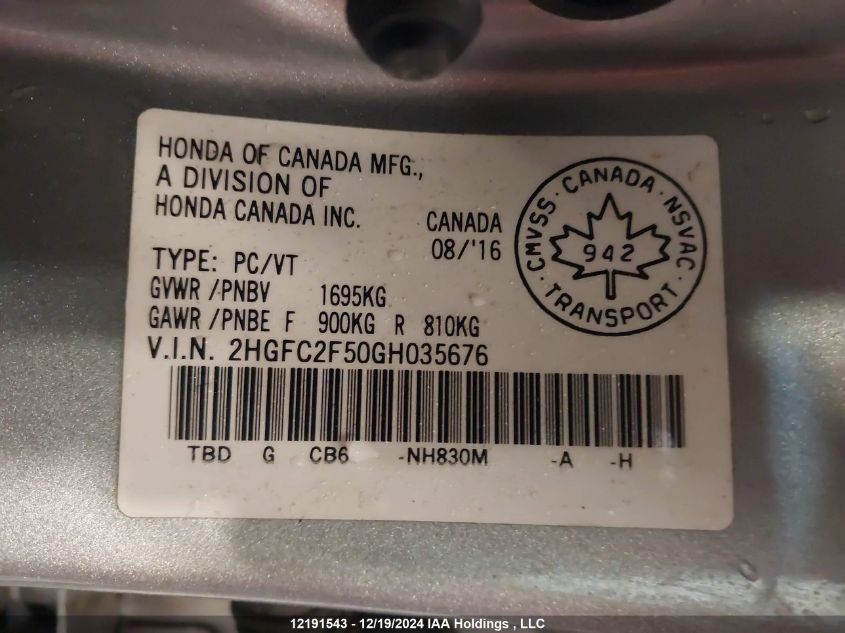 HONDA OF CANADA MFG.,
A DIVISION OF
HONDA CANADA INC.
CANADA
08/'16
TYPE: PC/VT
GVWR /PNBV 1695KG
GAWR /PNBE F 900KG R 810KG
V.I.N. 2HGFC2F50GH035676
TBD G CB6 -NH830M -A -H
CMVSS · CANADA · NSVAC
942
· TRANSPORT ·
12191543 - 12/19/2024 IAA Holdings , LLC